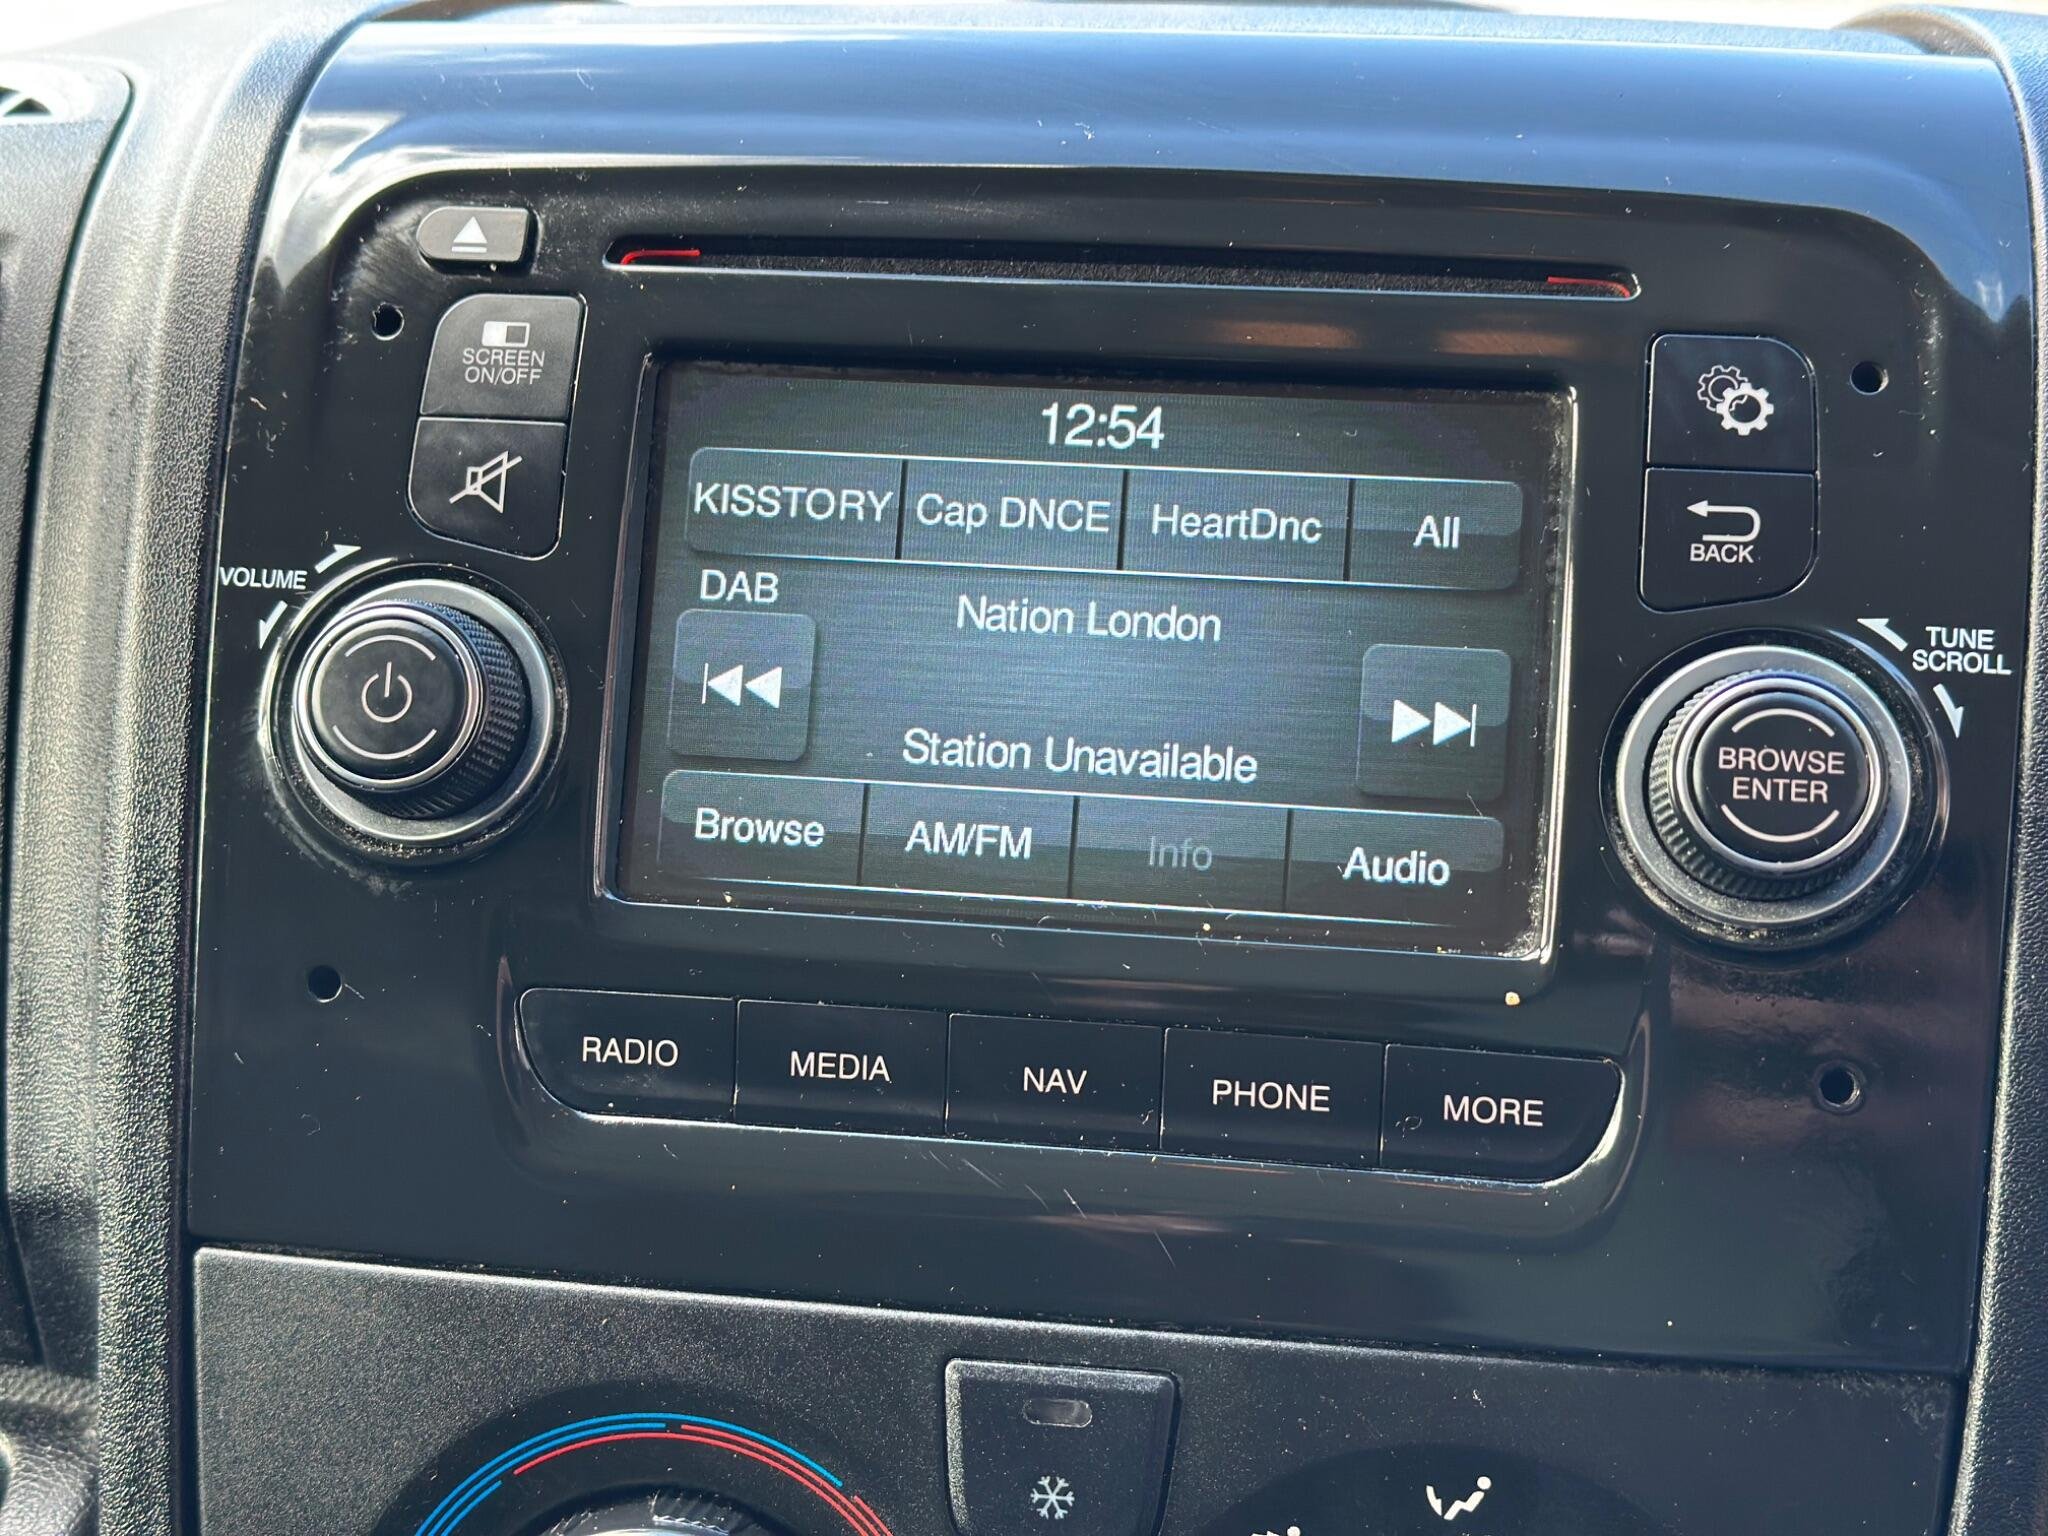 SCREEN
ON/OFF
12:54
KISSTORY
Cap DNCE
HeartDnc
All
BACK
VOLUME
DAB
Nation London
TUNE
SCROLL
Station Unavailable
BROWSE
ENTER
Browse
AM/FM
Info
Audio
RADIO
MEDIA
NAV
PHONE
MORE